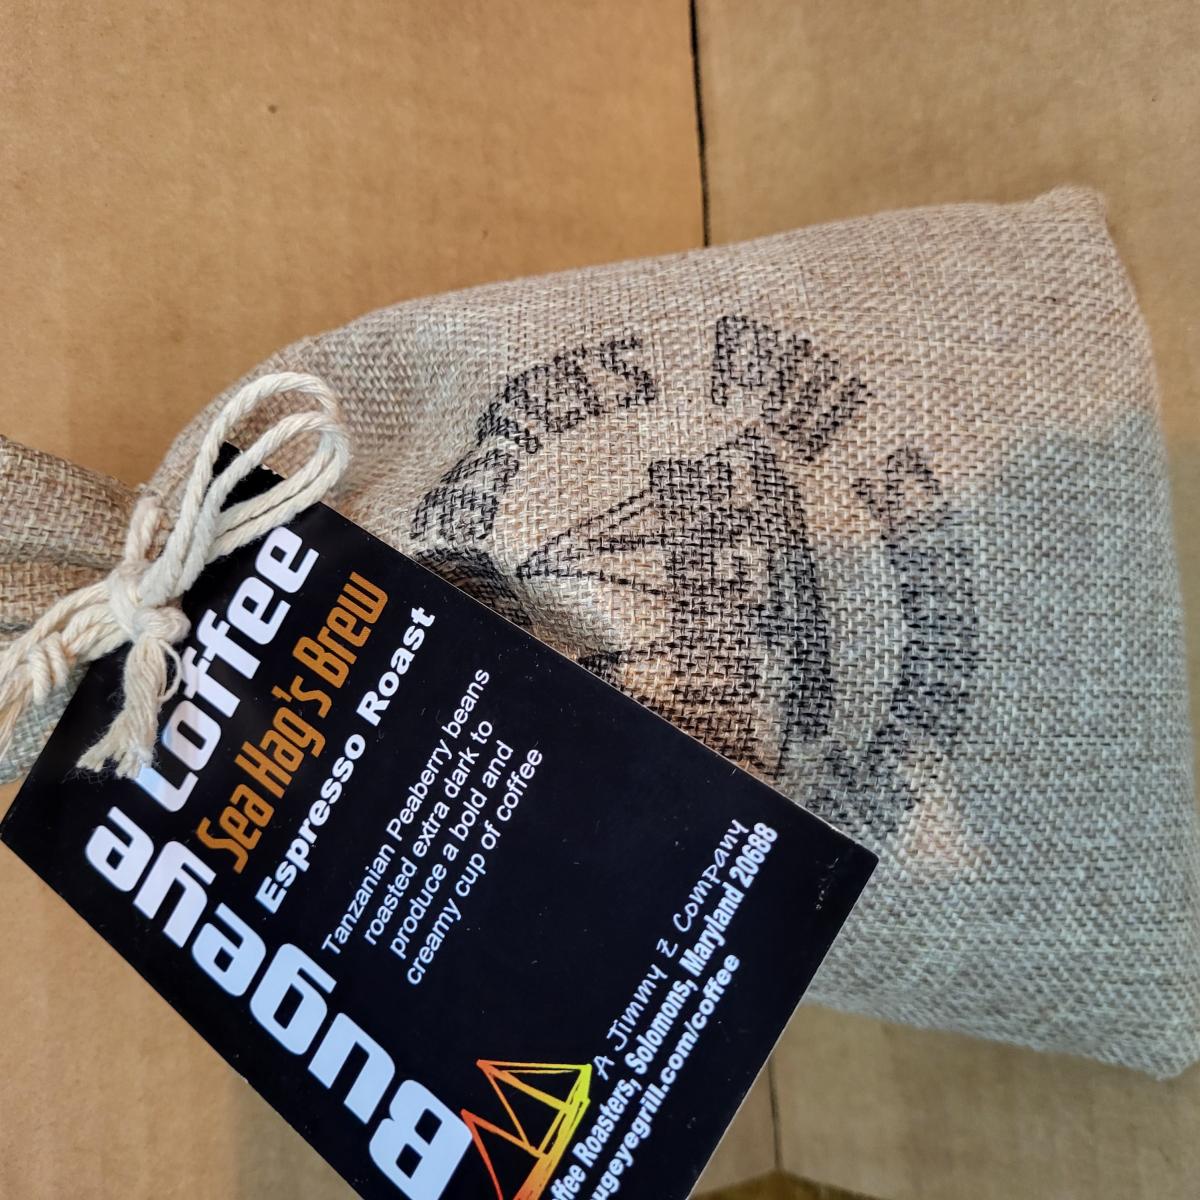 Bugeye Coffee
Sea Hag's Brew
Espresso Roast
Tanzanian Peaberry beans
roasted extra dark to
produce a bold and
creamy cup of coffee
A Jimmy Z Company
ffee Roasters, Solomons, Maryland 20688
ugeyegrill.com/coffee